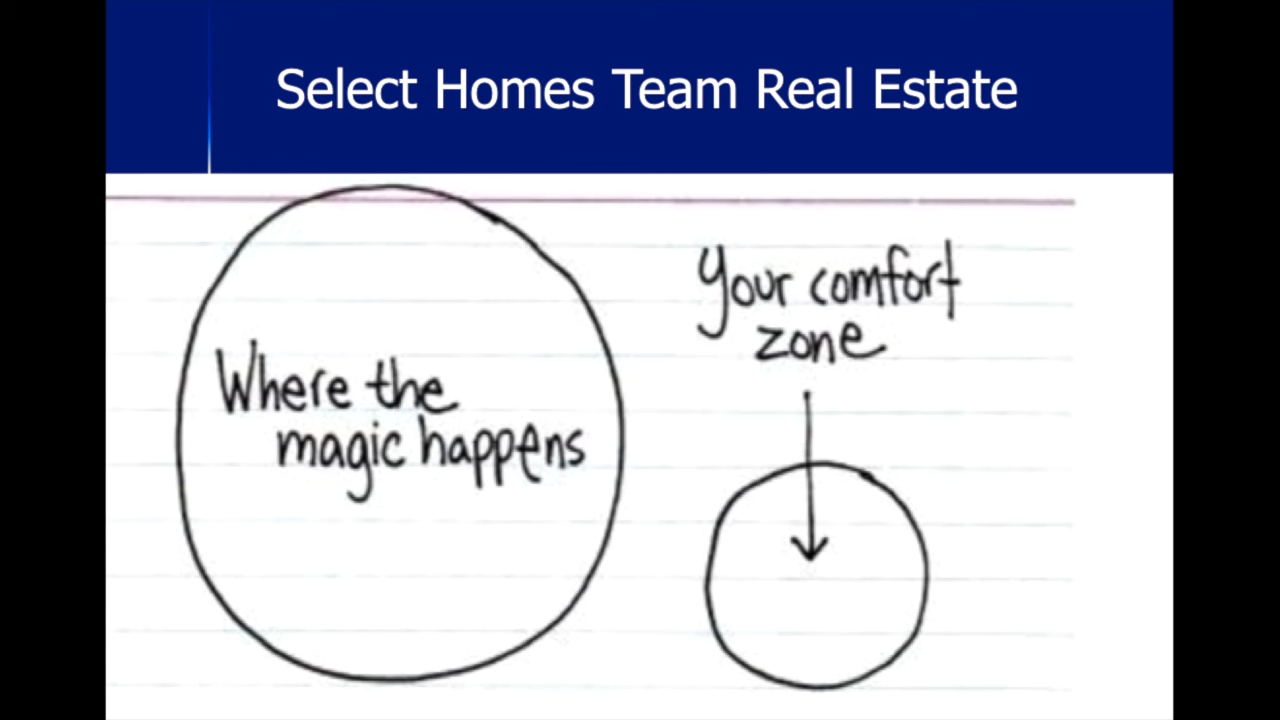 Select Homes Team Real Estate
Where the
magic happens
Your comfort
zone